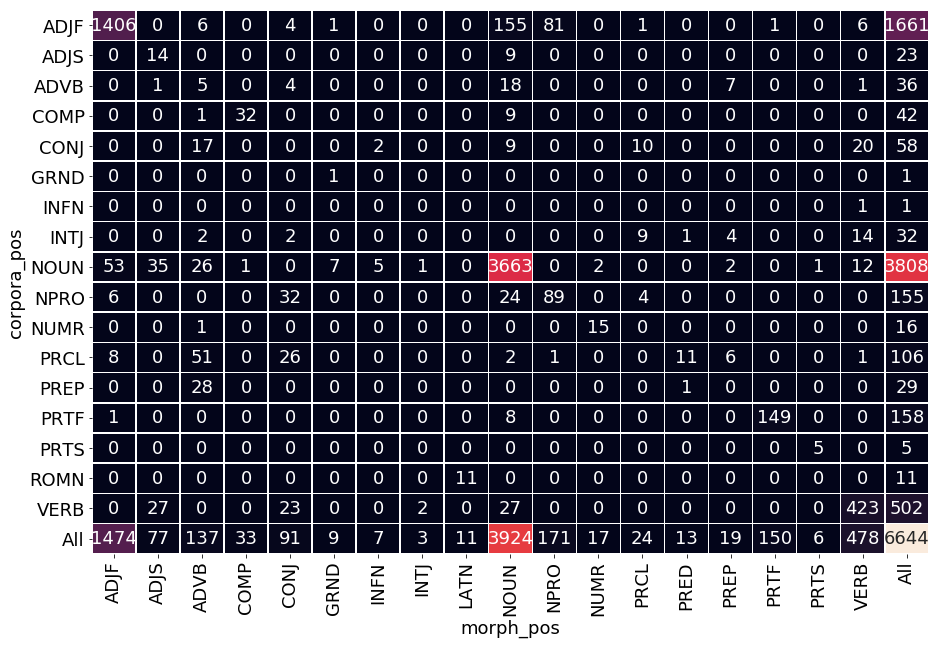 ADJF 1406 0 6 0 4 1 0 0 0 155 81 0 1 0 0 1 0 6 1661
ADJS 0 14 0 0 0 0 0 0 0 9 0 0 0 0 0 0 0 0 23
ADVB 0 1 5 0 4 0 0 0 0 18 0 0 0 0 7 0 0 1 36
COMP 0 0 1 32 0 0 0 0 0 9 0 0 0 0 0 0 0 0 42
CONJ 0 0 17 0 0 0 2 0 0 9 0 0 10 0 0 0 0 20 58
GRND 0 0 0 0 0 1 0 0 0 0 0 0 0 0 0 0 0 0 1
INFN 0 0 0 0 0 0 0 0 0 0 0 0 0 0 0 0 0 1 1
INTJ 0 0 2 0 2 0 0 0 0 0 0 0 9 1 4 0 0 14 32
NOUN 53 35 26 1 0 7 5 1 0 3663 0 2 0 0 2 0 1 12 3808
NPRO 6 0 0 0 32 0 0 0 0 24 89 0 4 0 0 0 0 0 155
NUMR 0 0 1 0 0 0 0 0 0 0 0 15 0 0 0 0 0 0 16
PRCL 8 0 51 0 26 0 0 0 0 2 1 0 0 11 6 0 0 1 106
PREP 0 0 28 0 0 0 0 0 0 0 0 0 0 1 0 0 0 0 29
PRTF 1 0 0 0 0 0 0 0 0 8 0 0 0 0 0 149 0 0 158
PRTS 0 0 0 0 0 0 0 0 0 0 0 0 0 0 0 0 5 0 5
ROMN 0 0 0 0 0 0 0 0 11 0 0 0 0 0 0 0 0 0 11
VERB 0 27 0 0 23 0 2 0 0 27 0 0 0 0 0 0 0 423 502
All 1474 77 137 33 91 9 7 3 11 3924 171 17 24 13 19 150 6 478 6644
corpora_pos
ADJF ADJS ADVB COMP CONJ GRND INFN INTJ LATN NOUN NPRO NUMR PRCL PRED PREP PRTF PRTS VERB All
morph_pos